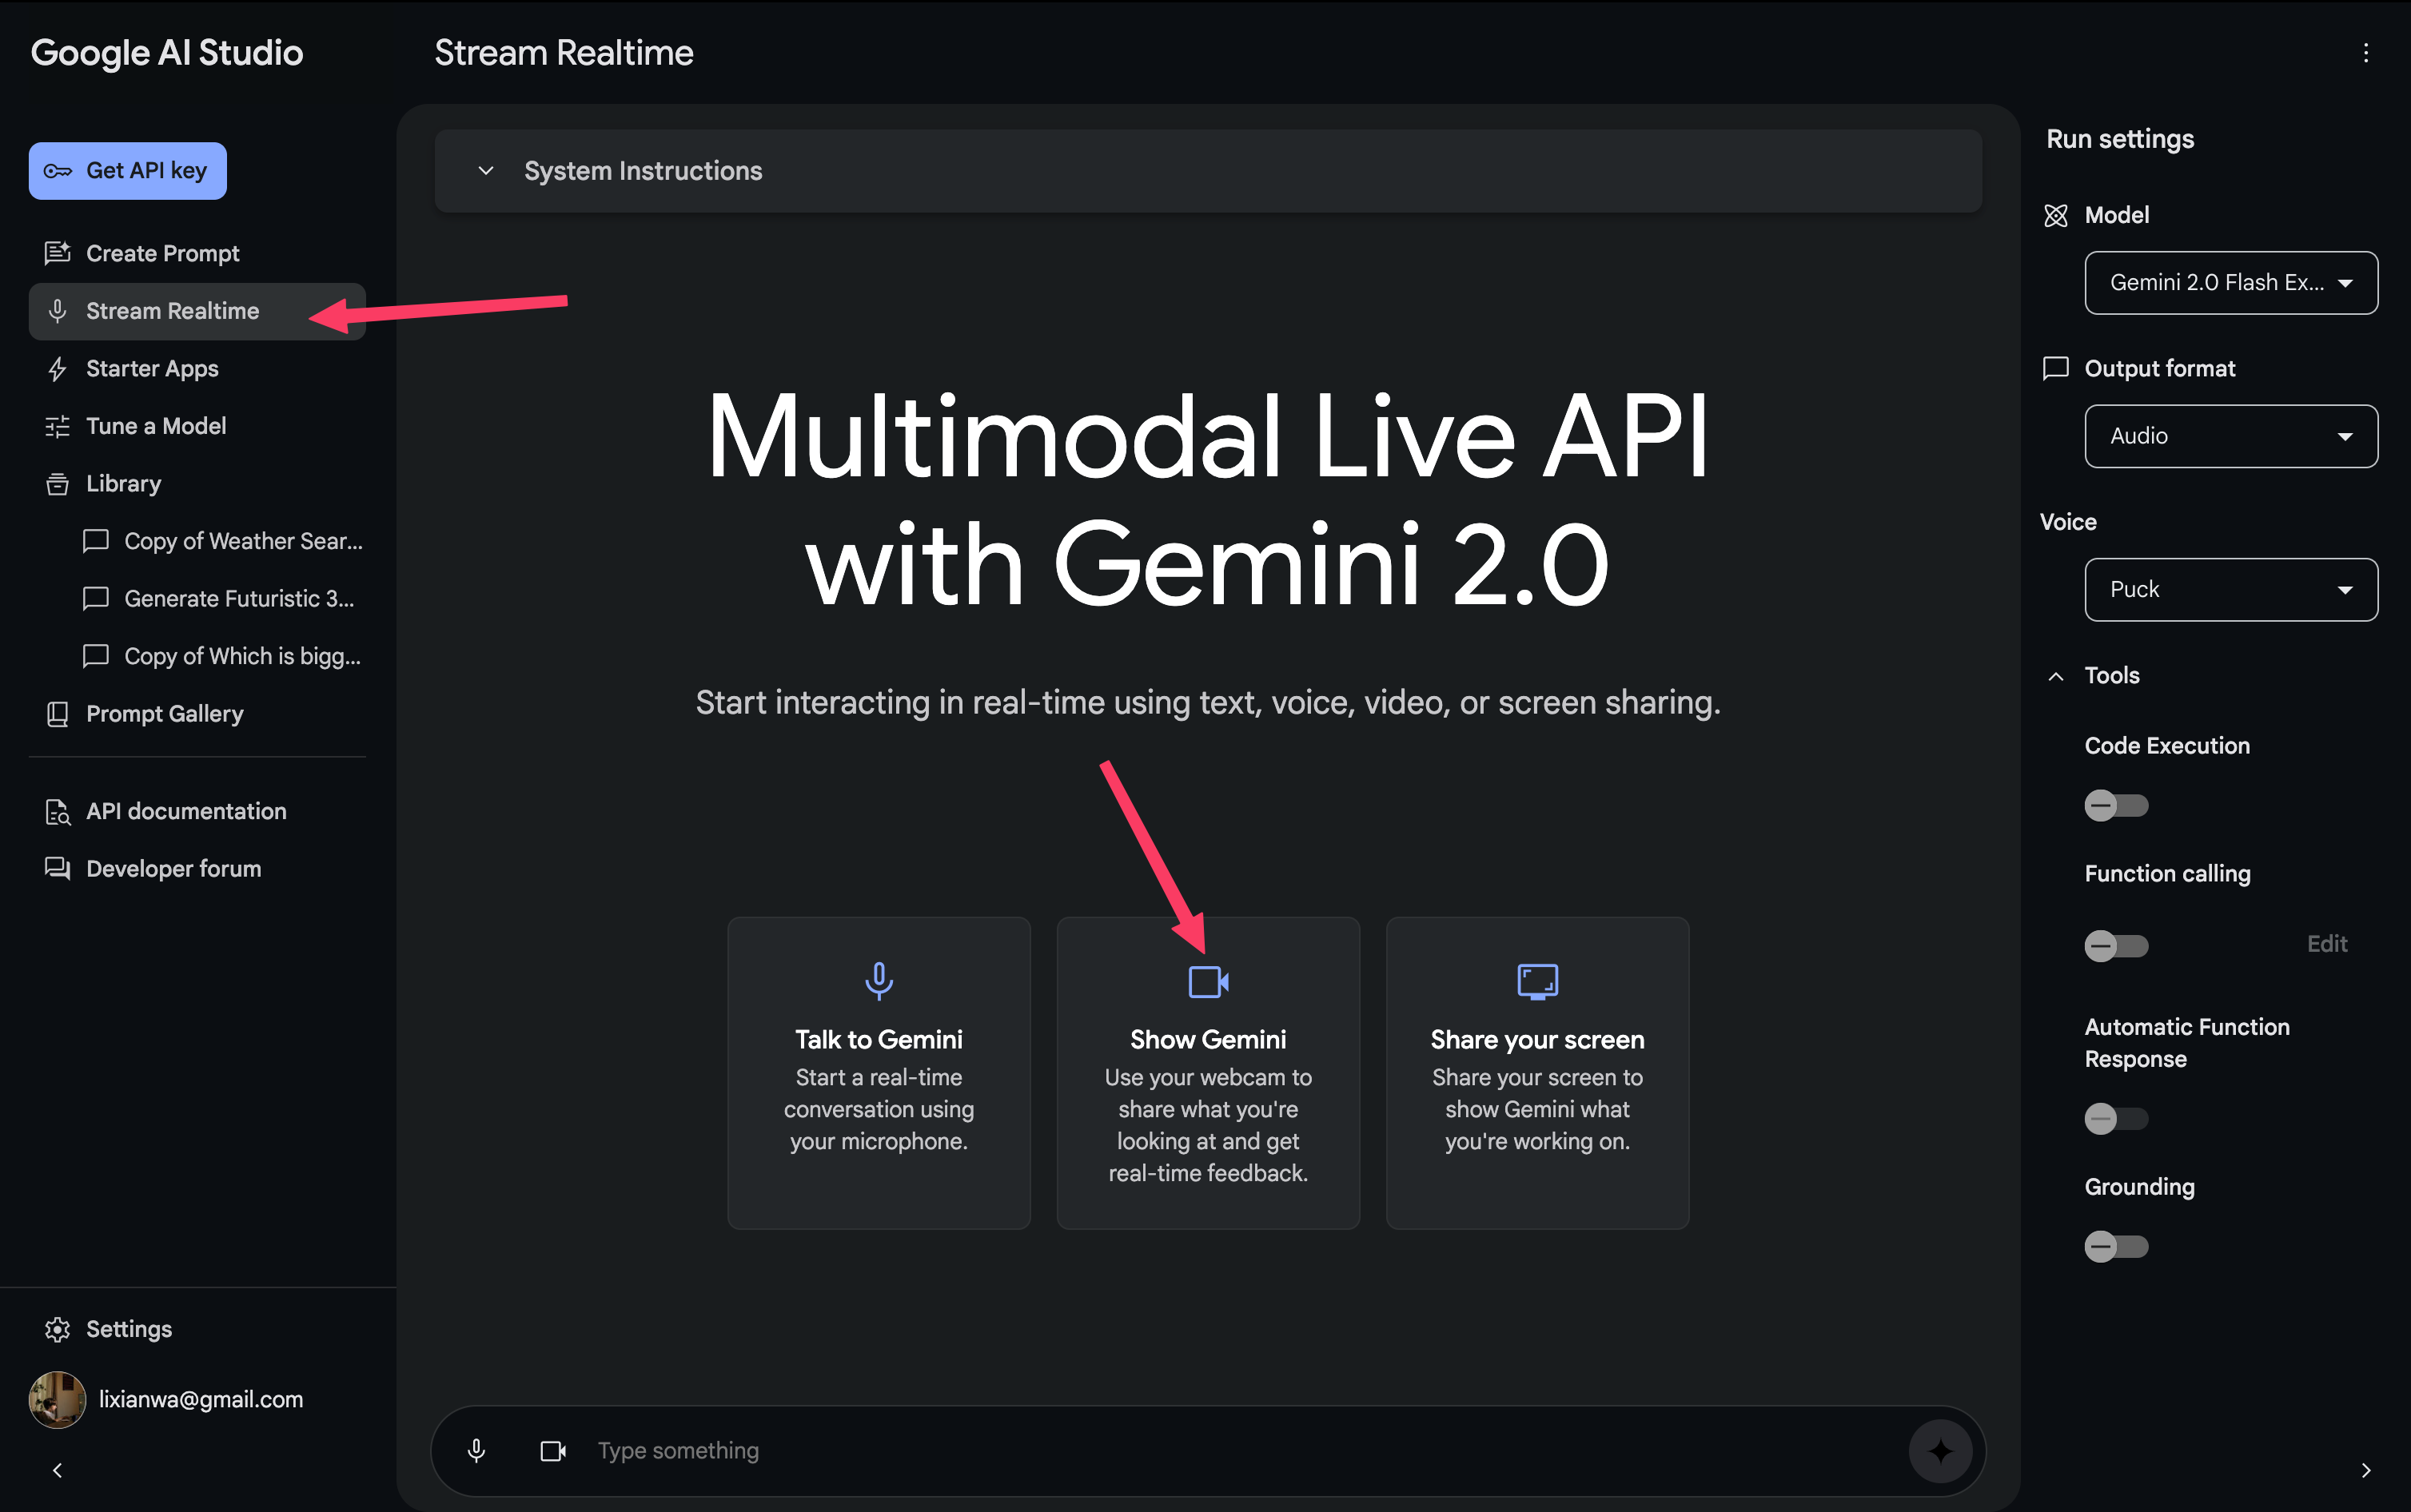 Google AI Studio
Get API key
Create Prompt
Stream Realtime
Starter Apps
Tune a Model
Library
Copy of Weather Sear...
Generate Futuristic 3...
Copy of Which is bigg...
Prompt Gallery
API documentation
Developer forum
Settings
lixianwa@gmail.com
Stream Realtime
System Instructions
Multimodal Live API
with Gemini 2.0
Start interacting in real-time using text, voice, video, or screen sharing.
Talk to Gemini
Start a real-time
conversation using
your microphone.
Show Gemini
Use your webcam to
share what you're
looking at and get
real-time feedback.
Share your screen
Share your screen to
show Gemini what
you're working on.
Type something
Run settings
Model
Gemini 2.0 Flash Ex...
Output format
Audio
Voice
Puck
Tools
Code Execution
Function calling
Edit
Automatic Function
Response
Grounding